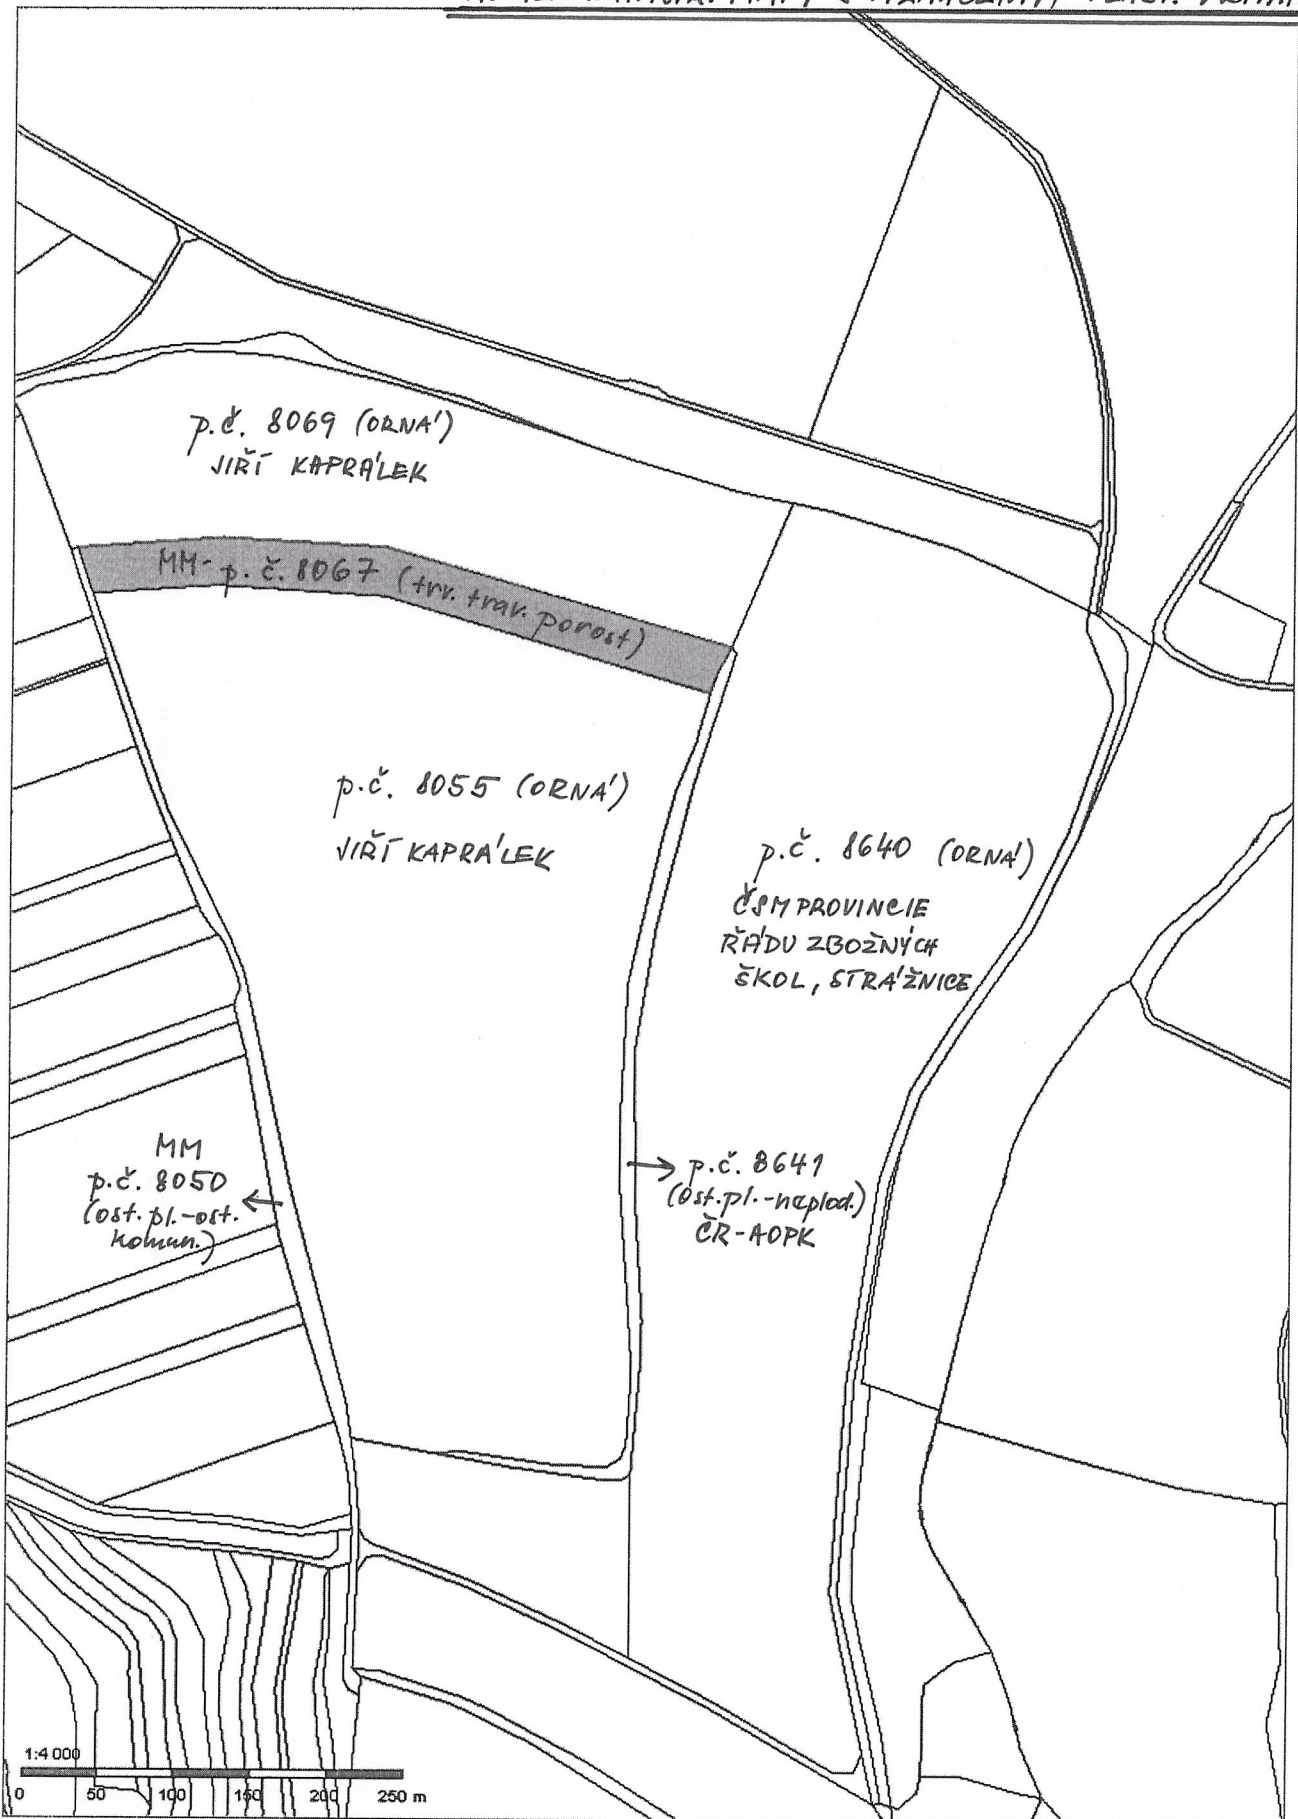 p.č. 8069 (ORNÁ)
JIŘÍ KAPRÁLEK
MM- p. č. 8067 (trv. trav. porost)
p.č. 8055 (ORNÁ)
JIŘÍ KAPRÁLEK
p.č. 8640 (ORNÁ)
ČSM PROVINCIE
ŘÁDU ZBOŽNÝCH
ŠKOL, STRÁŽNICE
MM
p.č. 8050
(ost. pl.-ost.
komun.)
p.č. 8641
(ost.pl.-neplod.)
ČR-AOPK
1:4 000
0 50 100 150 200 250 m